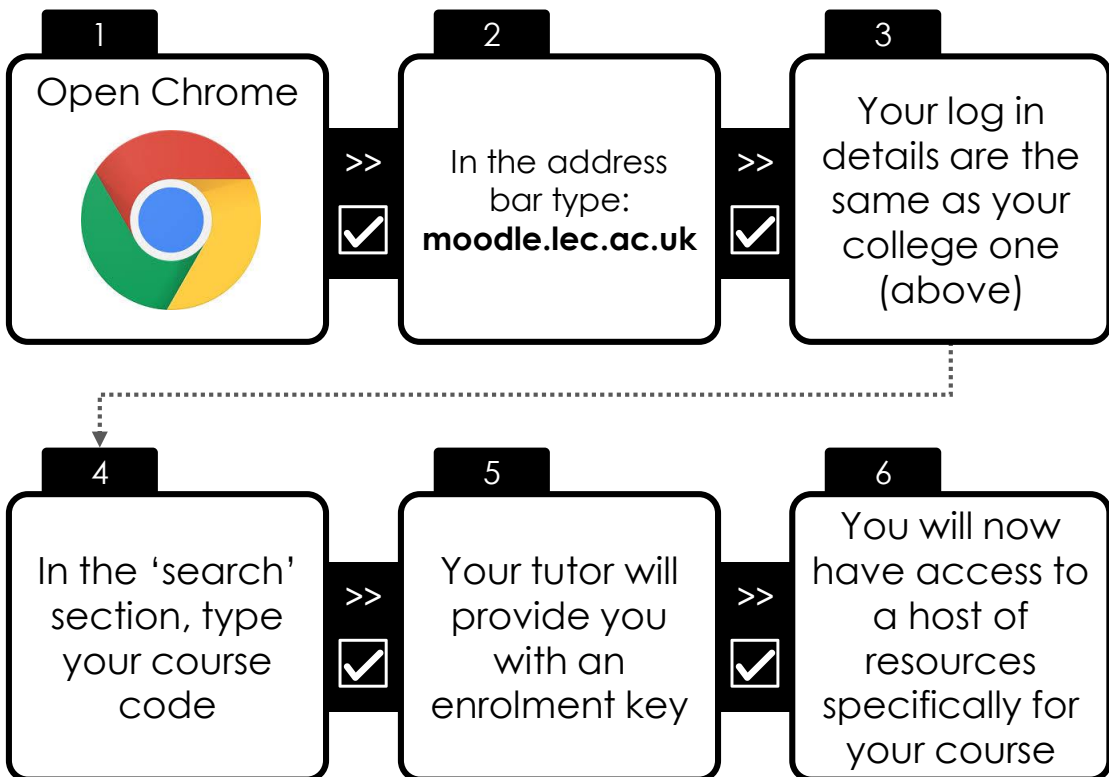 1
Open Chrome
>>
2
In the address
bar type:
moodle.lec.ac.uk
>>
3
Your log in
details are the
same as your
college one
(above)
4
In the ‘search’
section, type
your course
code
>>
5
Your tutor will
provide you
with an
enrolment key
>>
6
You will now
have access to
a host of
resources
specifically for
your course